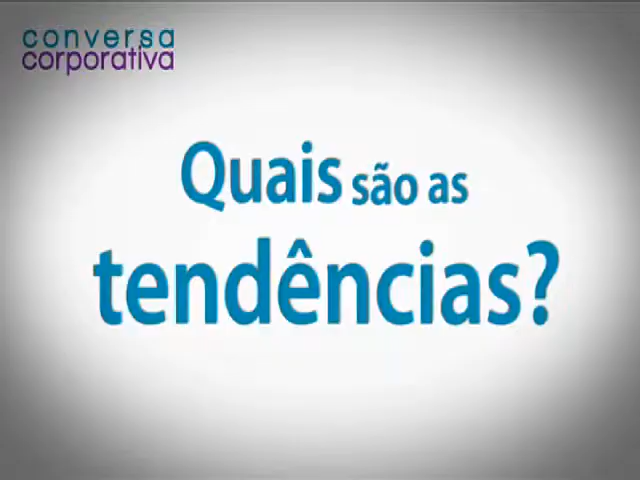 conversa
corporativa
Quais são as
tendências?